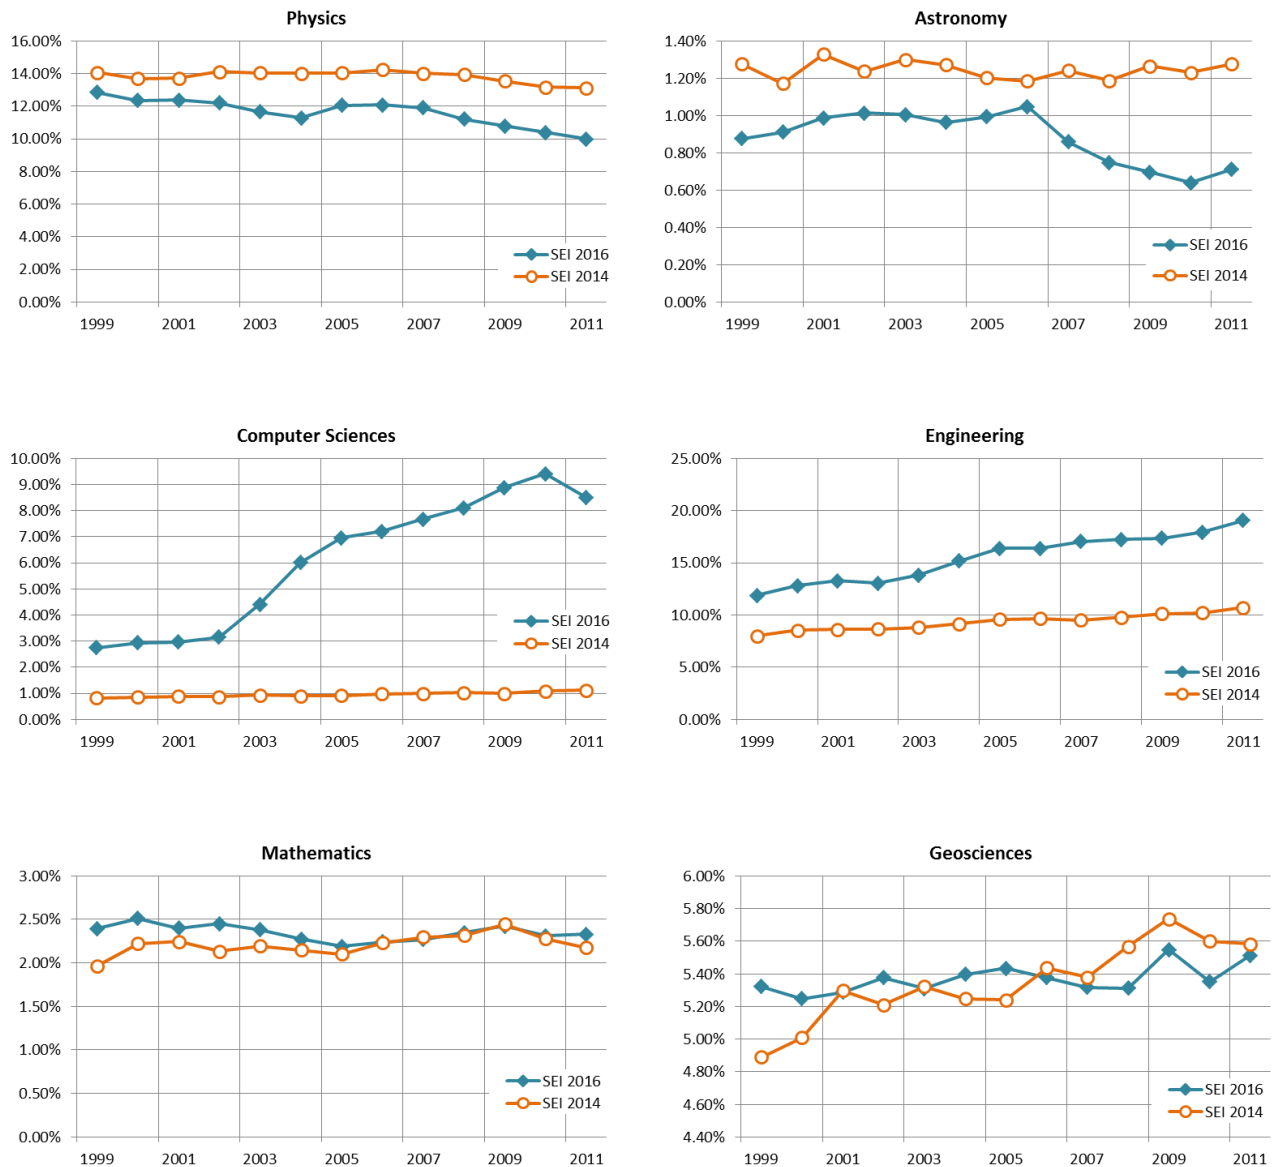 Physics
16.00%
14.00%
12.00%
10.00%
8.00%
6.00%
4.00%
2.00%
0.00%
SEI 2016
SEI 2014
1999 2001 2003 2005 2007 2009 2011
Astronomy
1.40%
1.20%
1.00%
0.80%
0.60%
0.40%
0.20%
0.00%
SEI 2016
SEI 2014
1999 2001 2003 2005 2007 2009 2011
Computer Sciences
10.00%
9.00%
8.00%
7.00%
6.00%
5.00%
4.00%
3.00%
2.00%
1.00%
0.00%
SEI 2016
SEI 2014
1999 2001 2003 2005 2007 2009 2011
Engineering
25.00%
20.00%
15.00%
10.00%
5.00%
0.00%
SEI 2016
SEI 2014
1999 2001 2003 2005 2007 2009 2011
Mathematics
3.00%
2.50%
2.00%
1.50%
1.00%
0.50%
0.00%
SEI 2016
SEI 2014
1999 2001 2003 2005 2007 2009 2011
Geosciences
6.00%
5.80%
5.60%
5.40%
5.20%
5.00%
4.80%
4.60%
4.40%
SEI 2016
SEI 2014
1999 2001 2003 2005 2007 2009 2011